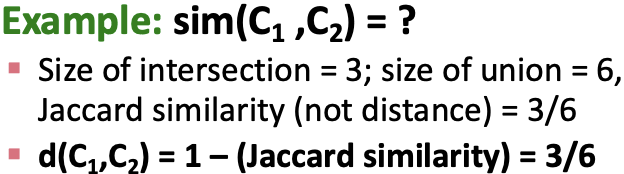 Example: sim(C₁ ,C₂) = ?
▪ Size of intersection = 3; size of union = 6,
Jaccard similarity (not distance) = 3/6
▪ d(C₁,C₂) = 1 – (Jaccard similarity) = 3/6